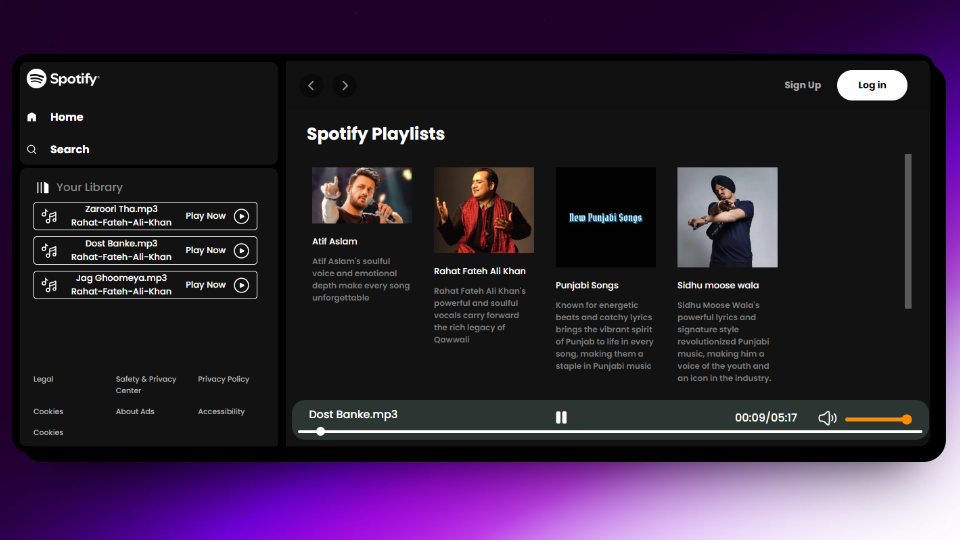 Spotify
Home
Search
Your Library
Zaroori Tha.mp3
Rahat-Fateh-Ali-Khan
Play Now
Dost Banke.mp3
Rahat-Fateh-Ali-Khan
Play Now
Jag Ghoomeya.mp3
Rahat-Fateh-Ali-Khan
Play Now
Legal
Safety & Privacy
Center
Privacy Policy
Cookies
About Ads
Accessibility
Cookies
Sign Up
Log in
Spotify Playlists
Atif Aslam
Atif Aslam's soulful
voice and emotional
depth make every song
unforgettable
Rahat Fateh Ali Khan
Rahat Fateh Ali Khan's
powerful and soulful
vocals carry forward
the rich legacy of
Qawwali
New Punjabi Songs
Punjabi Songs
Known for energetic
beats and catchy lyrics
brings the vibrant spirit
of Punjab to life in every
song, making them a
staple in Punjabi music
Sidhu moose wala
Sidhu Moose Wala's
powerful lyrics and
signature style
revolutionized Punjabi
music, making him a
voice of the youth and
an icon in the industry.
Dost Banke.mp3
00:09/05:17